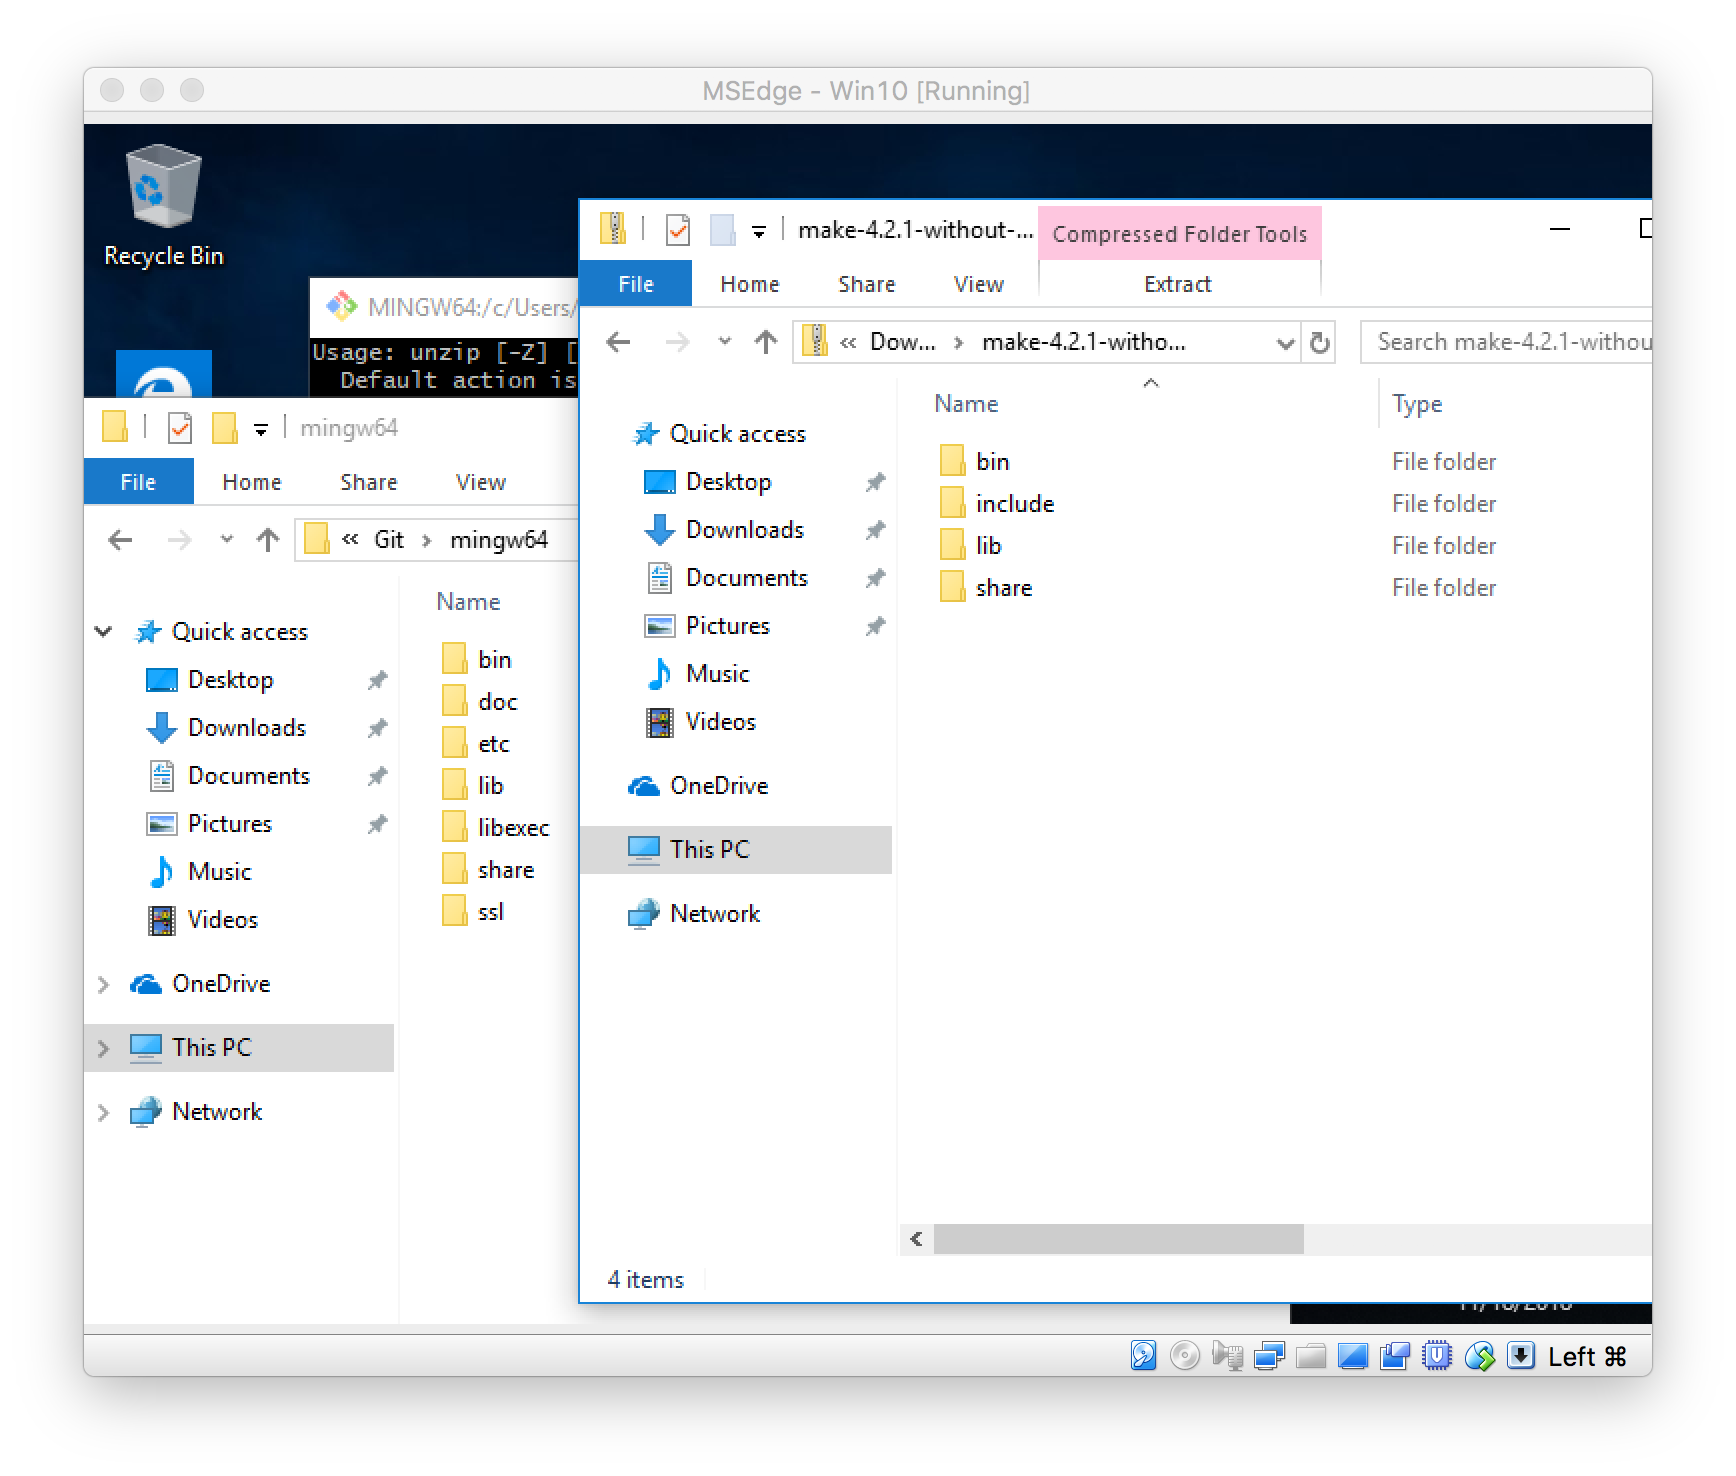 MSEdge - Win10 [Running]
Recycle Bin
MINGW64:/c/Users/
Usage: unzip [-Z] [
Default action is
mingw64
File Home Share View
« Git › mingw64
Name
Quick access
Desktop
Downloads
Documents
Pictures
Music
Videos
OneDrive
This PC
Network
bin
doc
etc
lib
libexec
share
ssl
make-4.2.1-without-...
Compressed Folder Tools
File Home Share View Extract
« Dow... › make-4.2.1-witho...
Search make-4.2.1-withou
Name Type
Quick access
Desktop
Downloads
Documents
Pictures
Music
Videos
OneDrive
This PC
Network
bin File folder
include File folder
lib File folder
share File folder
4 items
Left ⌘